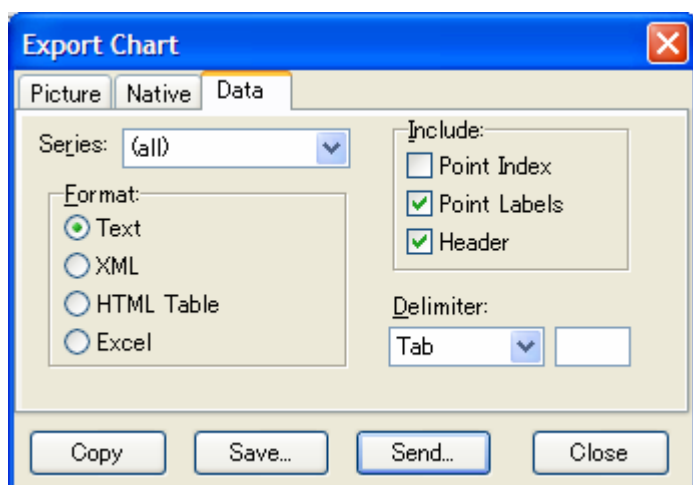 Export Chart
Picture Native Data
Series: (all)
Include:
Point Index
Point Labels
Header
Format:
Text
XML
HTML Table
Excel
Delimiter:
Tab
Copy Save... Send... Close